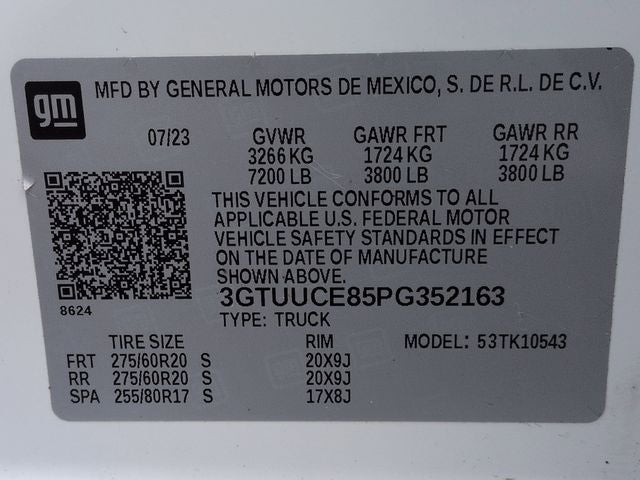 gm
MFD BY GENERAL MOTORS DE MEXICO, S. DE R.L. DE C.V.
07/23 GVWR GAWR FRT GAWR RR
3266 KG 1724 KG 1724 KG
7200 LB 3800 LB 3800 LB
THIS VEHICLE CONFORMS TO ALL
APPLICABLE U.S. FEDERAL MOTOR
VEHICLE SAFETY STANDARDS IN EFFECT
ON THE DATE OF MANUFACTURE
SHOWN ABOVE.
8624
3GTUUCE85PG352163
TYPE: TRUCK
TIRE SIZE RIM MODEL: 53TK10543
FRT 275/60R20 S 20X9J
RR 275/60R20 S 20X9J
SPA 255/80R17 S 17X8J